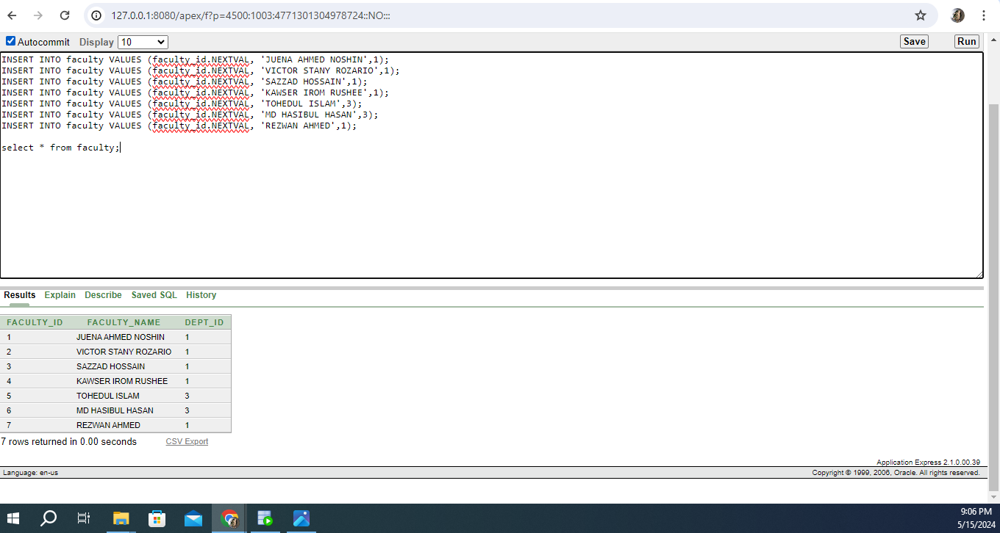 127.0.0.1:8080/apex/f?p=4500:1003:4771301304978724::NO:::
Autocommit Display 10 Save Run
INSERT INTO faculty VALUES (faculty_id.NEXTVAL, 'JUENA AHMED NOSHIN',1);
INSERT INTO faculty VALUES (faculty_id.NEXTVAL, 'VICTOR STANY ROZARIO',1);
INSERT INTO faculty VALUES (faculty_id.NEXTVAL, 'SAZZAD HOSSAIN',1);
INSERT INTO faculty VALUES (faculty_id.NEXTVAL, 'KAWSER IROM RUSHEE',1);
INSERT INTO faculty VALUES (faculty_id.NEXTVAL, 'TOHEDUL ISLAM',3);
INSERT INTO faculty VALUES (faculty_id.NEXTVAL, 'MD HASIBUL HASAN',3);
INSERT INTO faculty VALUES (faculty_id.NEXTVAL, 'REZWAN AHMED',1);
select * from faculty;
Results Explain Describe Saved SQL History
FACULTY_ID FACULTY_NAME DEPT_ID
1 JUENA AHMED NOSHIN 1
2 VICTOR STANY ROZARIO 1
3 SAZZAD HOSSAIN 1
4 KAWSER IROM RUSHEE 1
5 TOHEDUL ISLAM 3
6 MD HASIBUL HASAN 3
7 REZWAN AHMED 1
7 rows returned in 0.00 seconds CSV Export
Application Express 2.1.0.00.39
Language: en-us Copyright © 1999, 2006, Oracle. All rights reserved.
9:06 PM
5/15/2024